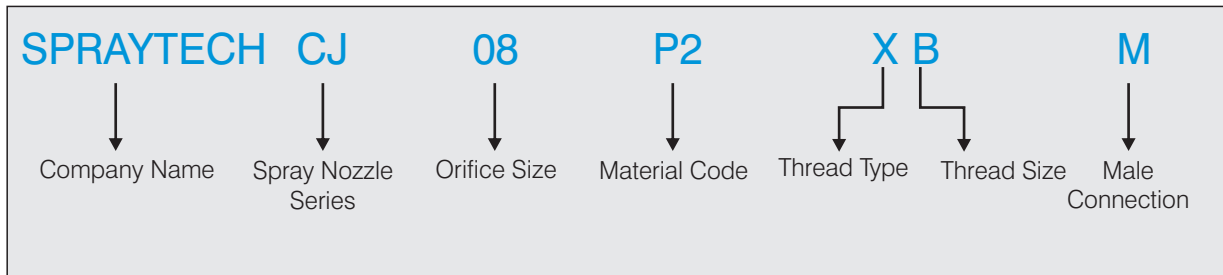 SPRAYTECH CJ 08 P2 X B M
Company Name Spray Nozzle Series Orifice Size Material Code Thread Type Thread Size Male Connection